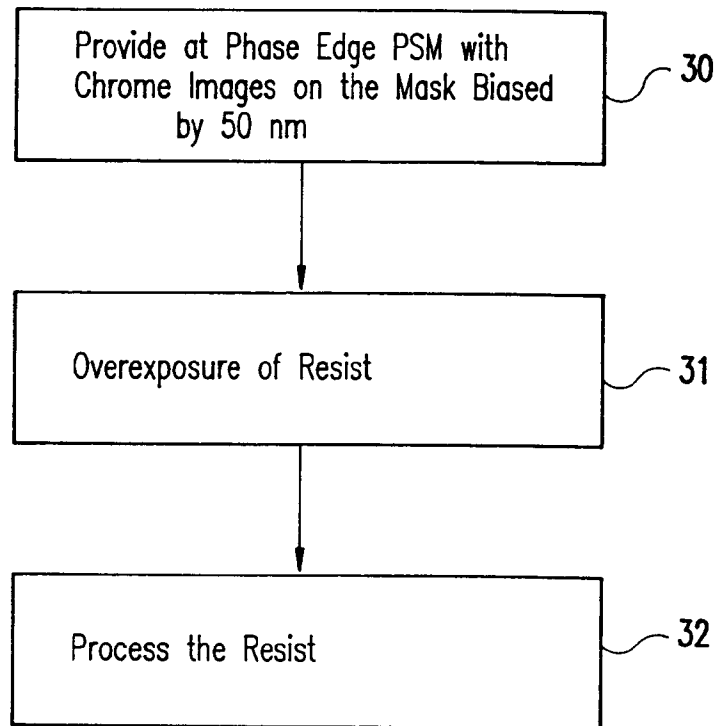 Provide at Phase Edge PSM with
Chrome Images on the Mask Biased
by 50 nm
30
Overexposure of Resist
31
Process the Resist
32